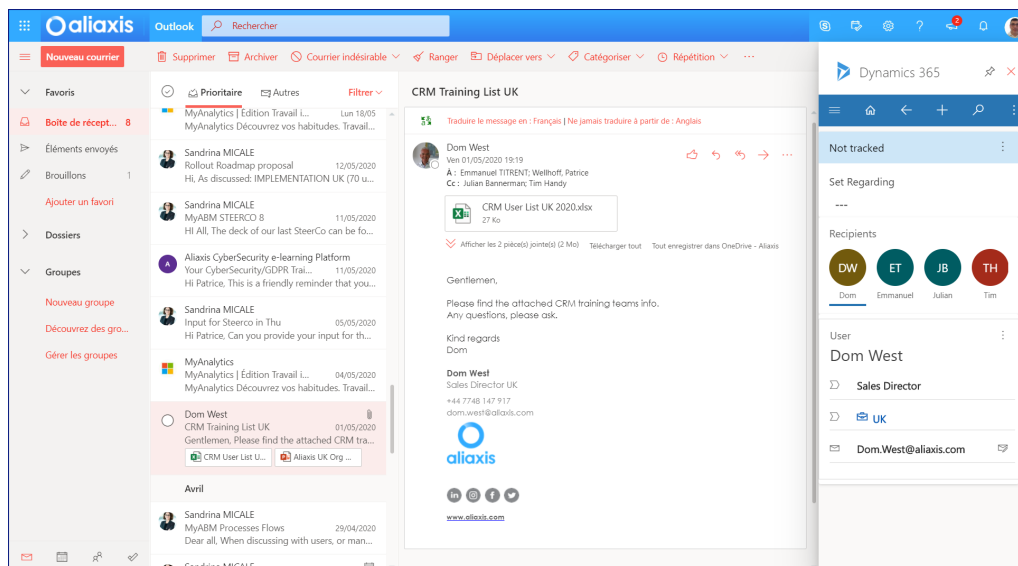 aliaxis
Outlook
Rechercher
2
Nouveau courrier
Supprimer
Archiver
Courrier indésirable
Ranger
Déplacer vers
Catégoriser
Répétition
...
Favoris
Boîte de récept... 8
Éléments envoyés
Brouillons 1
Ajouter un favori
Dossiers
Groupes
Nouveau groupe
Découvrez des gro...
Gérer les groupes
Prioritaire
Autres
Filtrer
MyAnalytics | Édition Travail i... Lun 18/05
MyAnalytics Découvrez vos habitudes. Travail...
Sandrina MICALE
Rollout Roadmap proposal 12/05/2020
Hi, As discussed: IMPLEMENTATION UK (70 u...
Sandrina MICALE
MyABM STEERCO 8 11/05/2020
HI All, The deck of our last SteerCo can be fo...
A
Aliaxis CyberSecurity e-learning Platform
Your CyberSecurity/GDPR Trai... 11/05/2020
Hi Patrice, This is a friendly reminder that you...
Sandrina MICALE
Input for Steerco in Thu 05/05/2020
Hi Patrice, Can you provide your input for th...
MyAnalytics
MyAnalytics | Édition Travail i... 04/05/2020
MyAnalytics Découvrez vos habitudes. Travail...
Dom West
CRM Training List UK 01/05/2020
Gentlemen, Please find the attached CRM tra...
CRM User List U...
Aliaxis UK Org ...
Avril
Sandrina MICALE
MyABM Processes Flows 29/04/2020
Dear all, When discussing with users, or man...
Sandrina MICALE
CRM Training List UK
Traduire le message en : Français | Ne jamais traduire à partir de : Anglais
Dom West
Ven 01/05/2020 19:19
À : Emmanuel TITRENT; Wellhoff, Patrice
Cc : Julian Bannerman; Tim Handy
CRM User List UK 2020.xlsx
27 Ko
Afficher les 2 pièce(s) jointe(s) (2 Mo) Télécharger tout Tout enregistrer dans OneDrive - Aliaxis
Gentlemen,
Please find the attached CRM training teams info.
Any questions, please ask.
Kind regards
Dom
Dom West
Sales Director UK
+44 7748 147 917
dom.west@aliaxis.com
aliaxis
www.aliaxis.com
Dynamics 365
Not tracked
Set Regarding
---
Recipients
DW ET JB TH
Dom Emmanuel Julian Tim
User
Dom West
Sales Director
UK
Dom.West@aliaxis.com